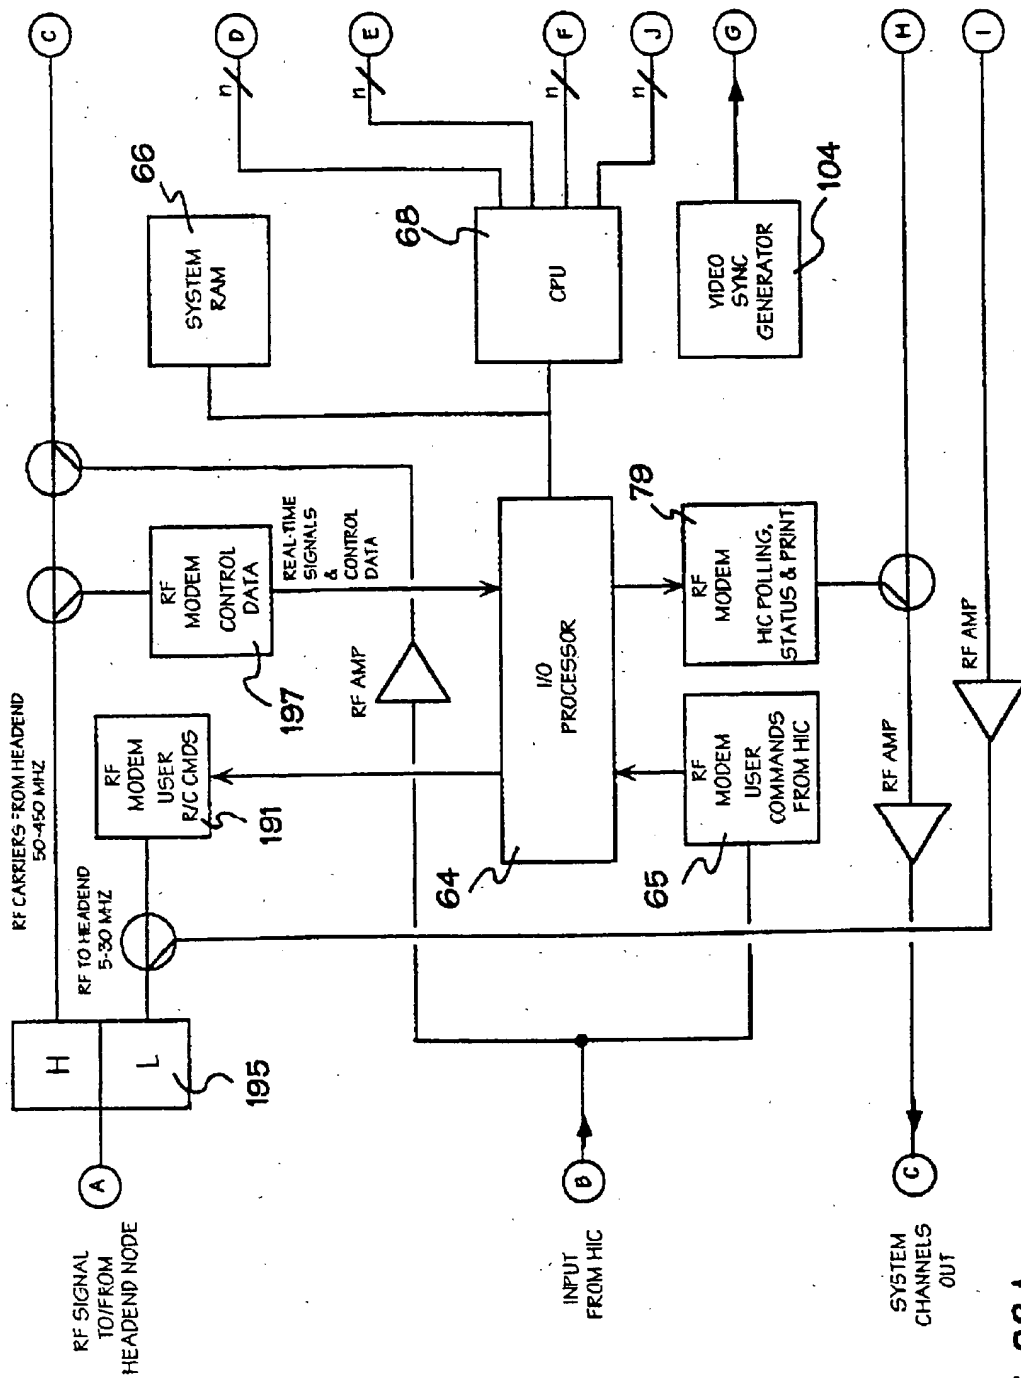 C
D
E
F
J
G
H
I
n
n
n
n
66
SYSTEM
RAM
68
CPU
VIDEO
SYNC
GENERATOR
104
RF CARRIERS FROM HEADEND
50-450 MHZ
RF
MODEM
CONTROL
DATA
197
REAL-TIME
SIGNALS
&
CONTROL
DATA
RF AMP
RF
MODEM
USER
R/C CMDS
191
I/O
PROCESSOR
64
79
RF
MODEM
HIC POLLING,
STATUS & PRINT
RF
MODEM
USER
COMMANDS
FROM HIC
65
RF AMP
RF AMP
RF TO HEADEND
5-30 MHZ
H
L
195
A
RF SIGNAL
TO/FROM
HEADEND NODE
B
INPUT
FROM HIC
C
SYSTEM
CHANNELS
OUT